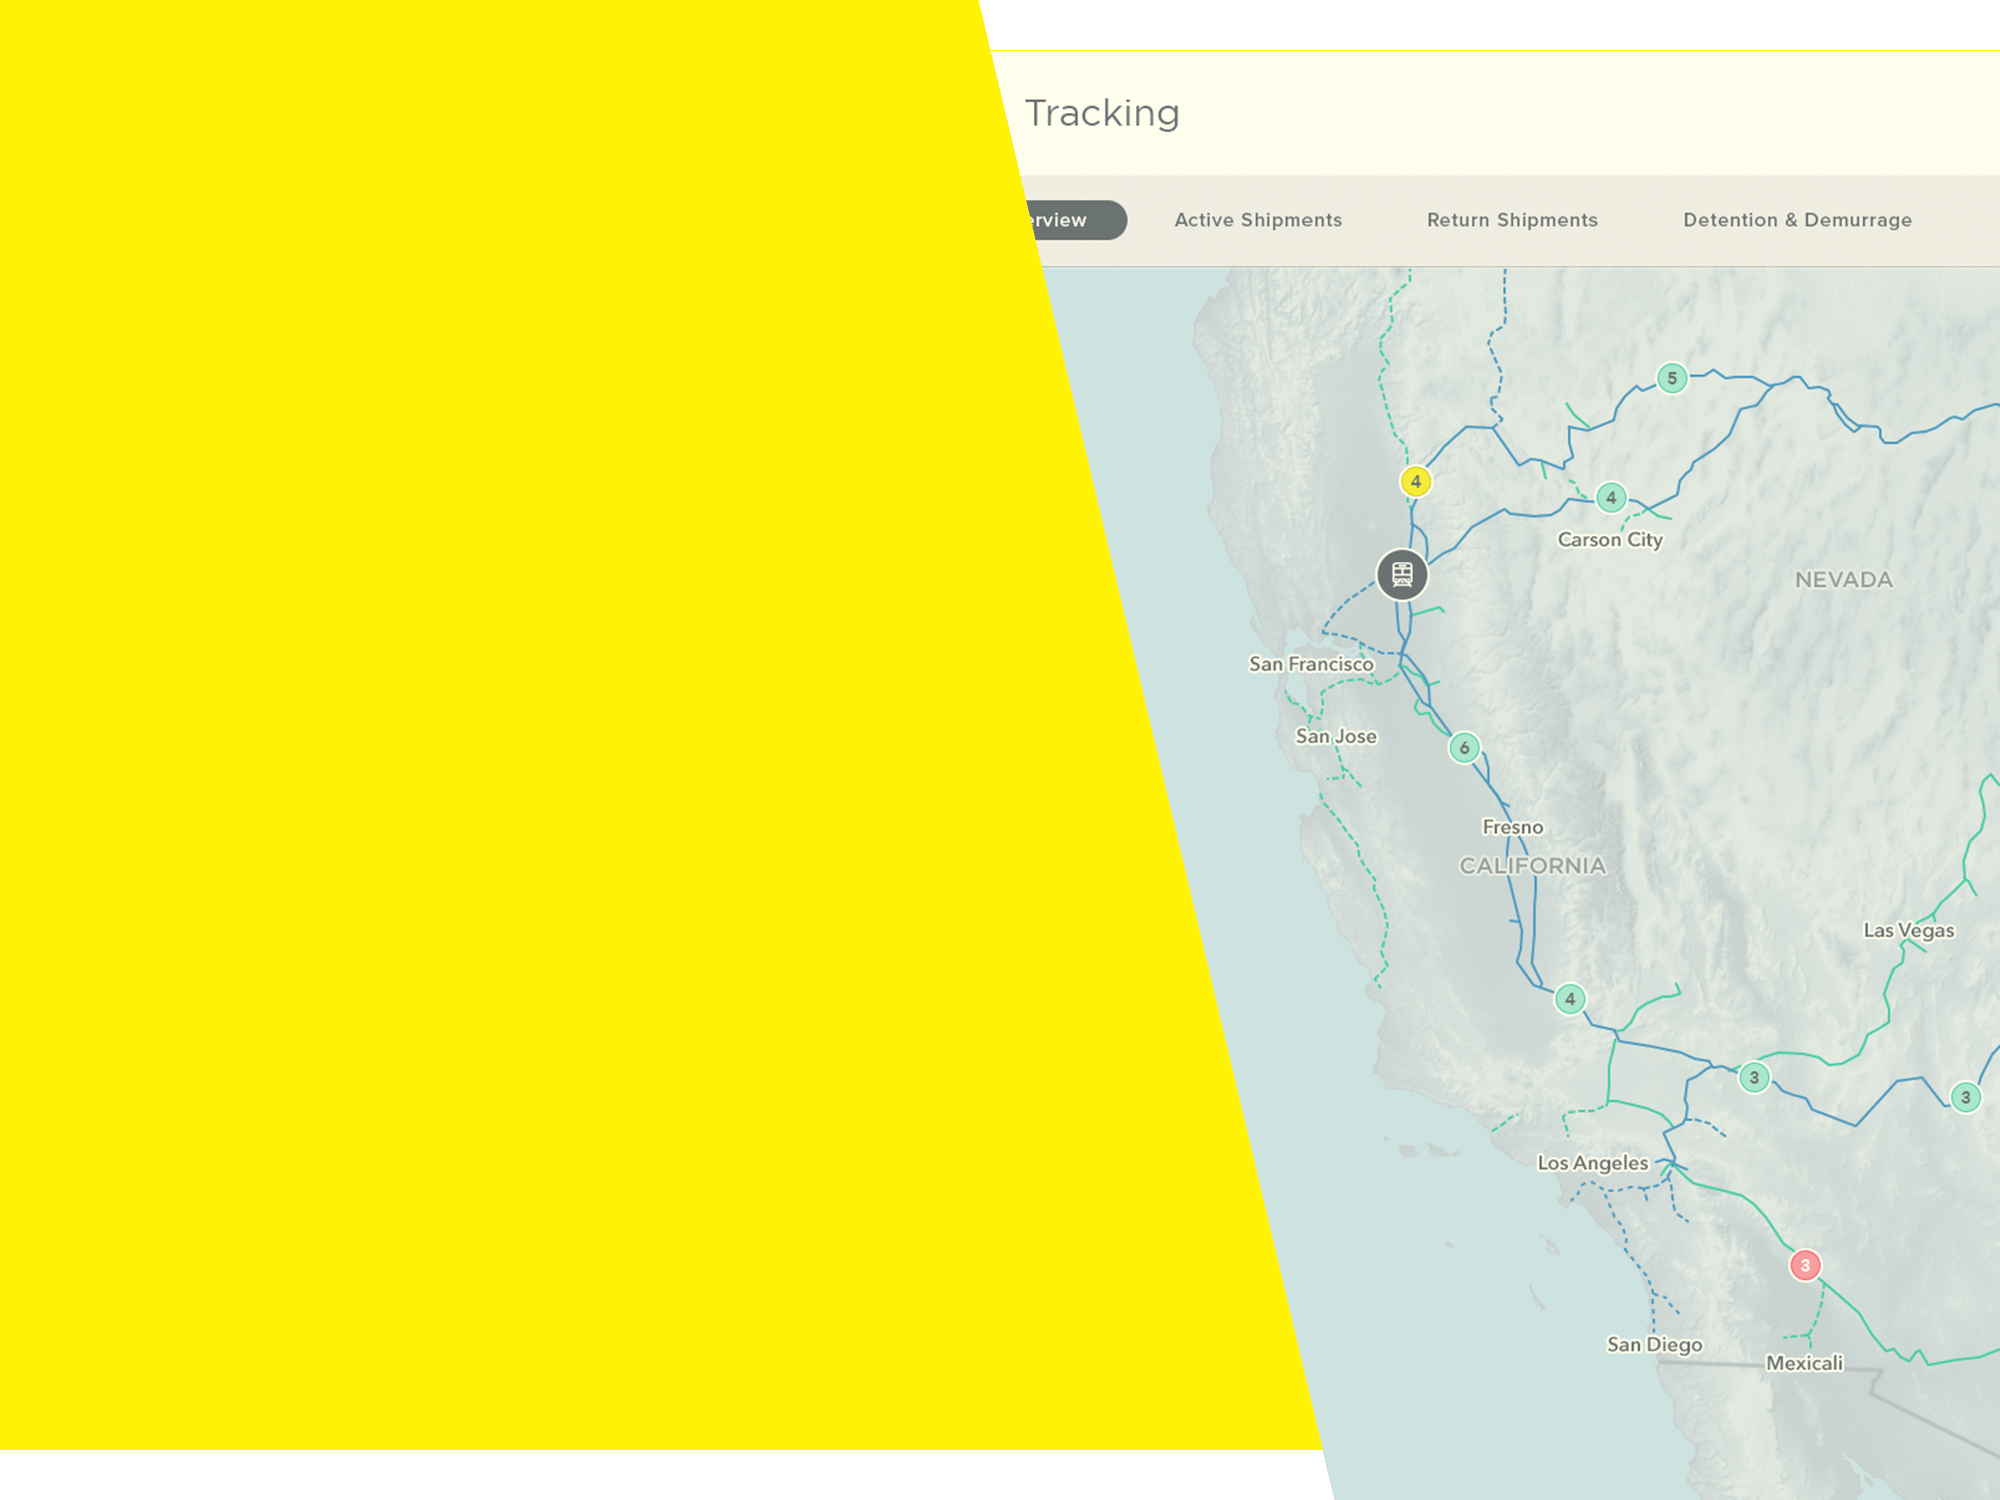 Tracking
erview
Active Shipments
Return Shipments
Detention & Demurrage
5
4
4
Carson City
NEVADA
San Francisco
San Jose
6
Fresno
CALIFORNIA
Las Vegas
4
3
3
Los Angeles
3
San Diego
Mexicali